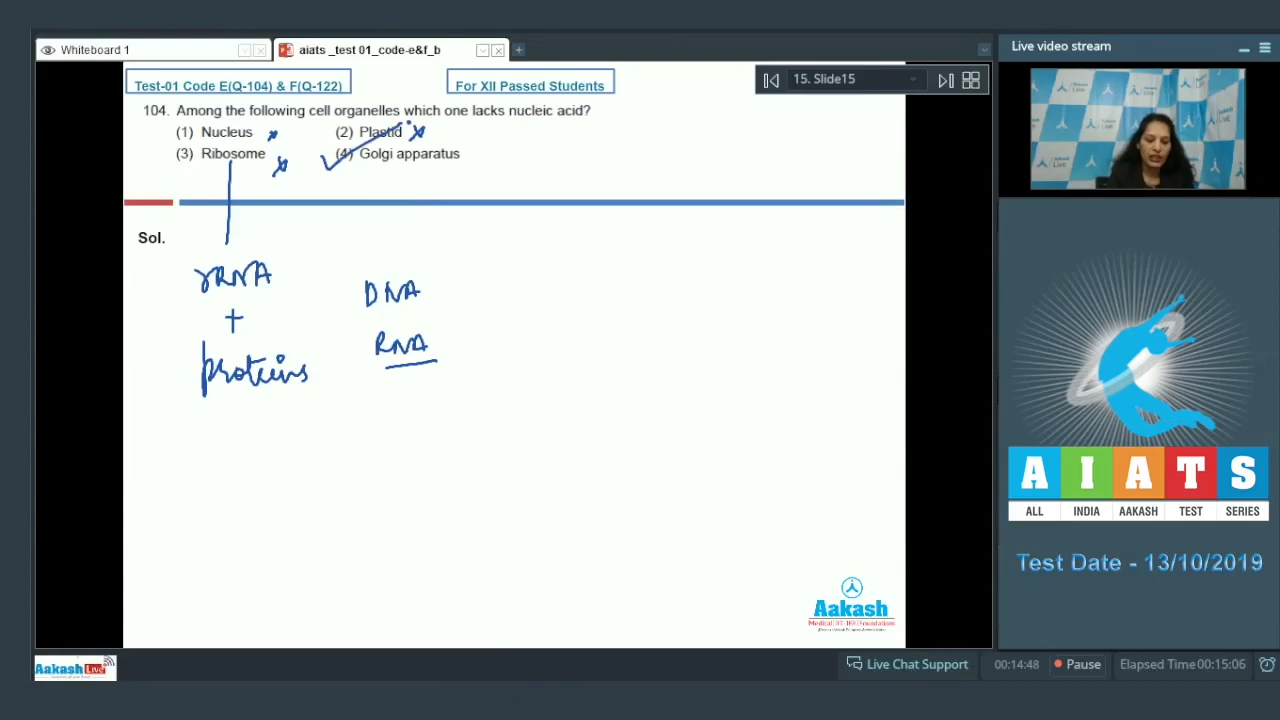 Whiteboard 1
aiats _test 01_code-e&f_b
Live video stream
Test-01 Code E(Q-104) & F(Q-122)
For XII Passed Students
15. Slide15
104. Among the following cell organelles which one lacks nucleic acid?
(1) Nucleus
(2) Plastid
(3) Ribosome
(4) Golgi apparatus
Sol.
rRNA
+
proteins
DNA
RNA
A I A T S
ALL INDIA AAKASH TEST SERIES
Test Date - 13/10/2019
Aakash
Medical|IIT-JEE|Foundations
Aakash Live
Live Chat Support
00:14:48
Pause
Elapsed Time 00:15:06